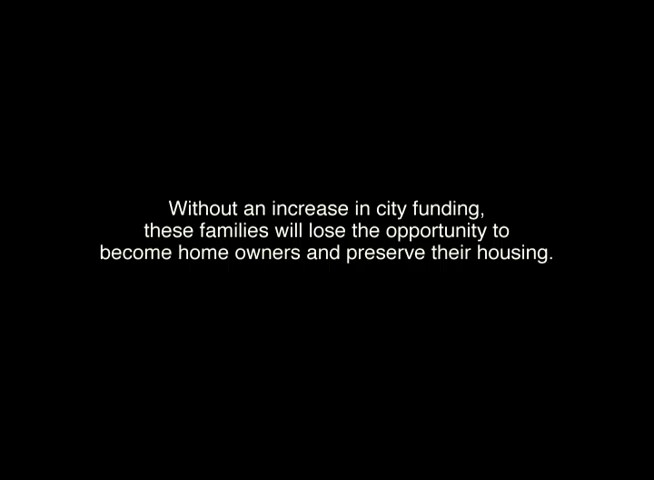 Without an increase in city funding,
these families will lose the opportunity to
become home owners and preserve their housing.